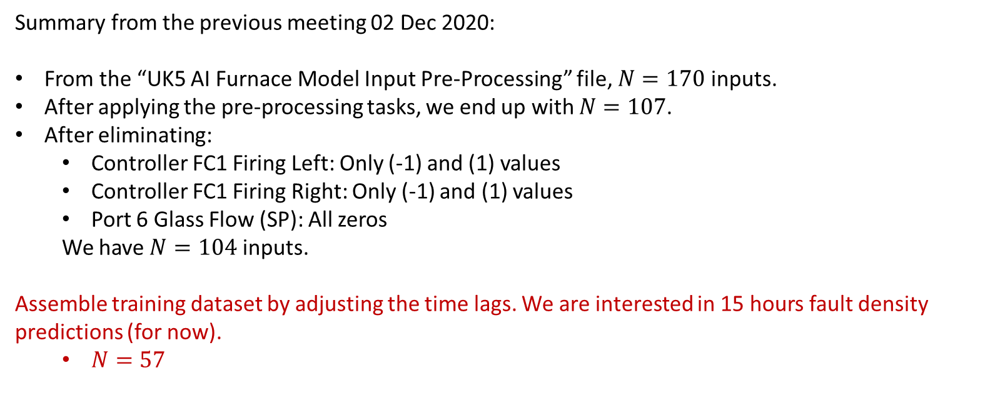 Summary from the previous meeting 02 Dec 2020:
• From the “UK5 AI Furnace Model Input Pre-Processing” file, N = 170 inputs.
• After applying the pre-processing tasks, we end up with N = 107.
• After eliminating:
• Controller FC1 Firing Left: Only (-1) and (1) values
• Controller FC1 Firing Right: Only (-1) and (1) values
• Port 6 Glass Flow (SP): All zeros
We have N = 104 inputs.
Assemble training dataset by adjusting the time lags. We are interested in 15 hours fault density
predictions (for now).
• N = 57